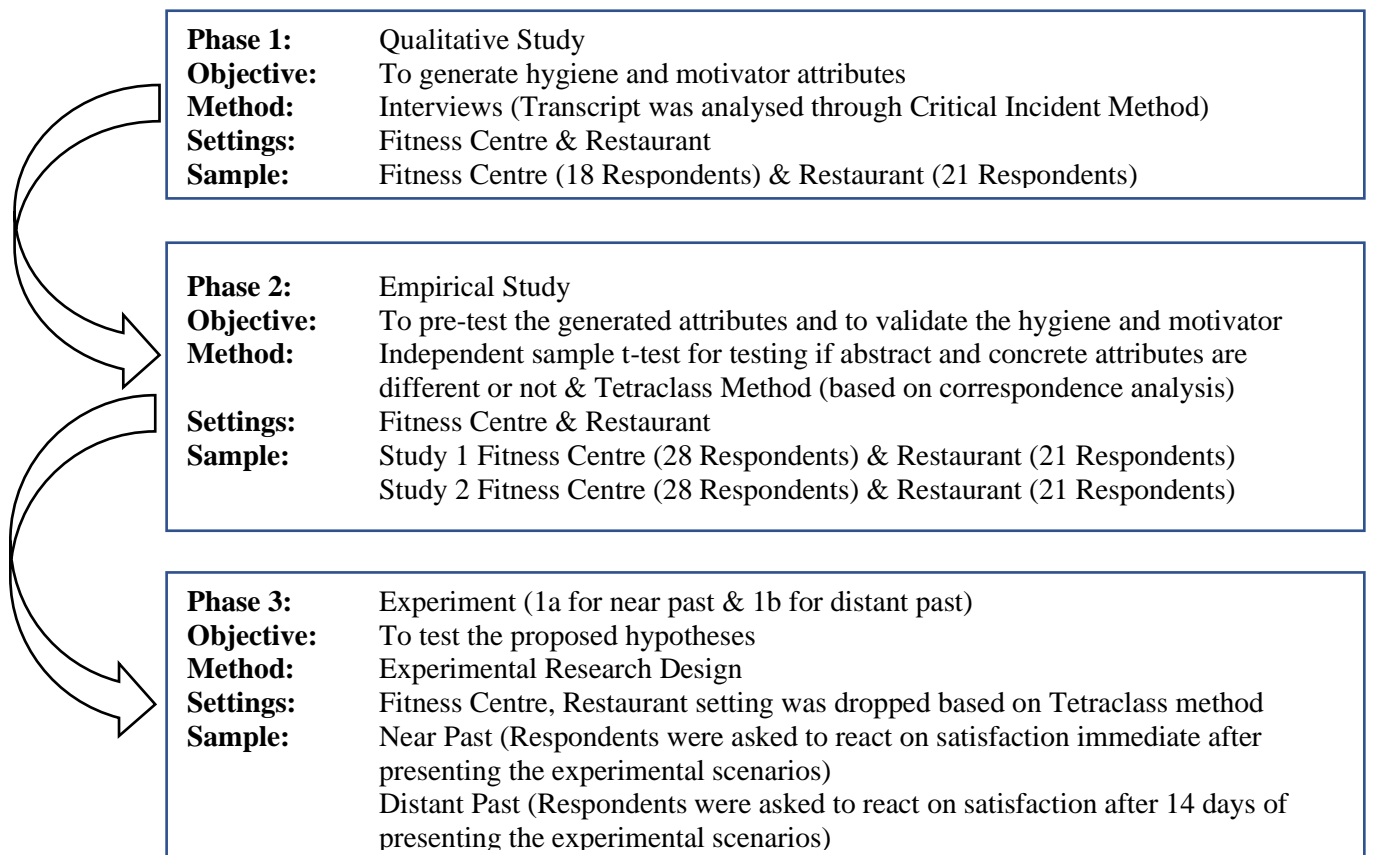 Phase 1: Qualitative Study
Objective: To generate hygiene and motivator attributes
Method: Interviews (Transcript was analysed through Critical Incident Method)
Settings: Fitness Centre & Restaurant
Sample: Fitness Centre (18 Respondents) & Restaurant (21 Respondents)
Phase 2: Empirical Study
Objective: To pre-test the generated attributes and to validate the hygiene and motivator
Method: Independent sample t-test for testing if abstract and concrete attributes are
different or not & Tetraclass Method (based on correspondence analysis)
Settings: Fitness Centre & Restaurant
Sample: Study 1 Fitness Centre (28 Respondents) & Restaurant (21 Respondents)
Study 2 Fitness Centre (28 Respondents) & Restaurant (21 Respondents)
Phase 3: Experiment (1a for near past & 1b for distant past)
Objective: To test the proposed hypotheses
Method: Experimental Research Design
Settings: Fitness Centre, Restaurant setting was dropped based on Tetraclass method
Sample: Near Past (Respondents were asked to react on satisfaction immediate after
presenting the experimental scenarios)
Distant Past (Respondents were asked to react on satisfaction after 14 days of
presenting the experimental scenarios)